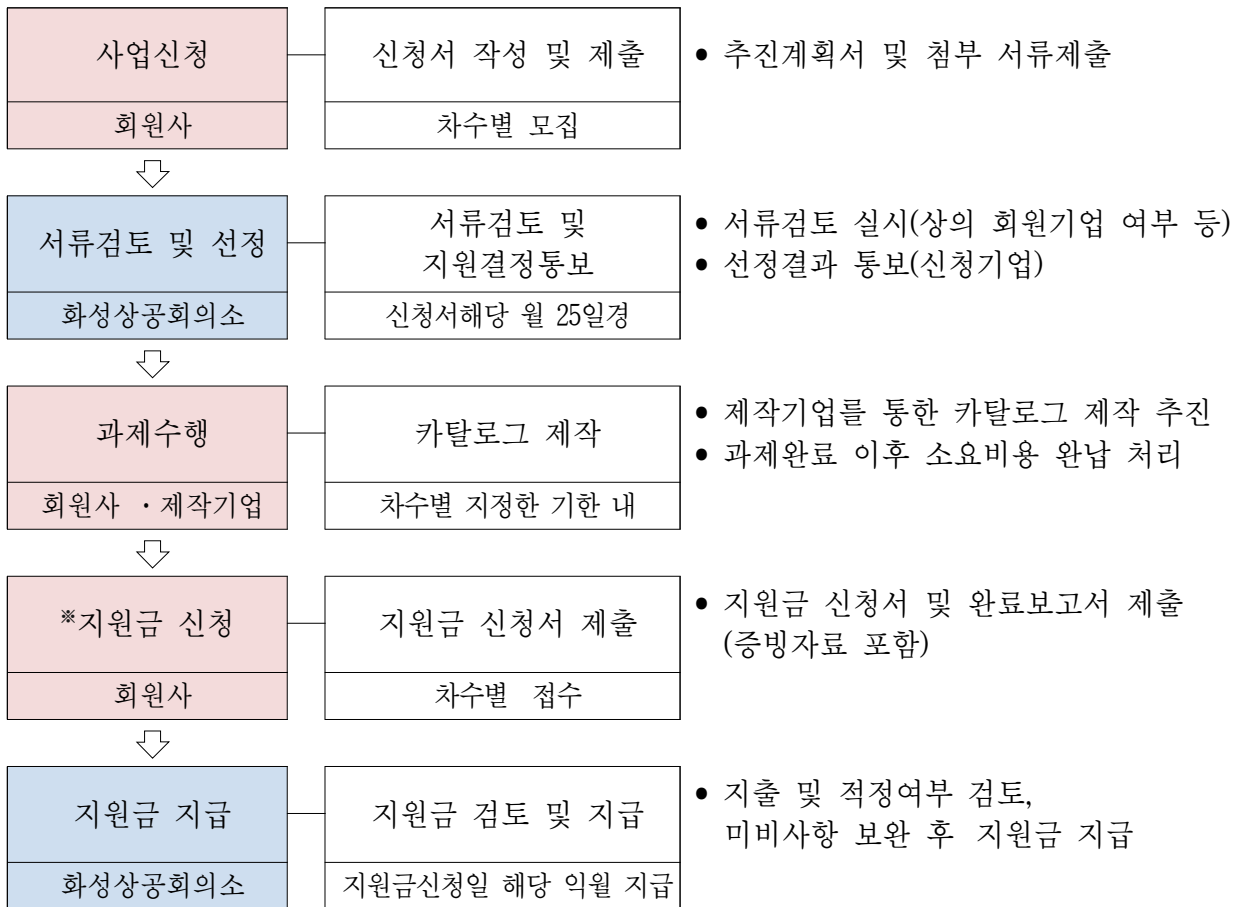 사업신청
회원사
신청서 작성 및 제출
차수별 모집
• 추진계획서 및 첨부 서류제출
서류검토 및 선정
화성상공회의소
서류검토 및
지원결정통보
신청서해당 월 25일경
• 서류검토 실시(상의 회원기업 여부 등)
• 선정결과 통보(신청기업)
과제수행
회원사 ・제작기업
카탈로그 제작
차수별 지정한 기한 내
• 제작기업를 통한 카탈로그 제작 추진
• 과제완료 이후 소요비용 완납 처리
※지원금 신청
회원사
지원금 신청서 제출
차수별 접수
• 지원금 신청서 및 완료보고서 제출
(증빙자료 포함)
지원금 지급
화성상공회의소
지원금 검토 및 지급
지원금신청일 해당 익월 지급
• 지출 및 적정여부 검토,
미비사항 보완 후 지원금 지급